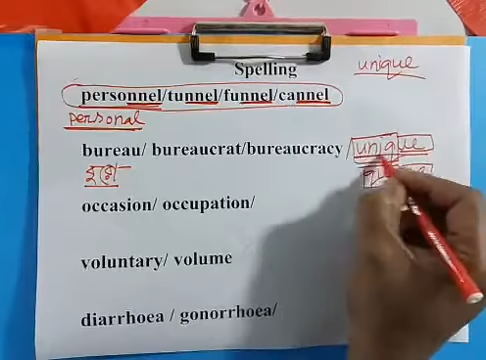 Spelling unique
personnel/tunnel/funnel/cannel
personal
bureau/ bureaucrat/bureaucracy /unique
occasion/ occupation/
voluntary/ volume
diarrhoea / gonorrhoea/